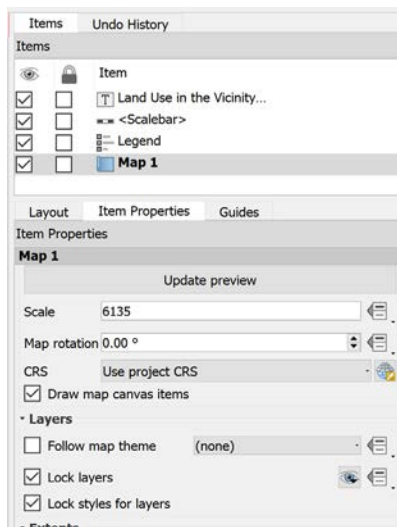 Items Undo History
Items
Item
T Land Use in the Vicinity...
<Scalebar>
Legend
Map 1
Layout Item Properties Guides
Item Properties
Map 1
Update preview
Scale 6135
Map rotation 0.00 °
CRS Use project CRS
Draw map canvas items
Layers
Follow map theme (none)
Lock layers
Lock styles for layers
Extents